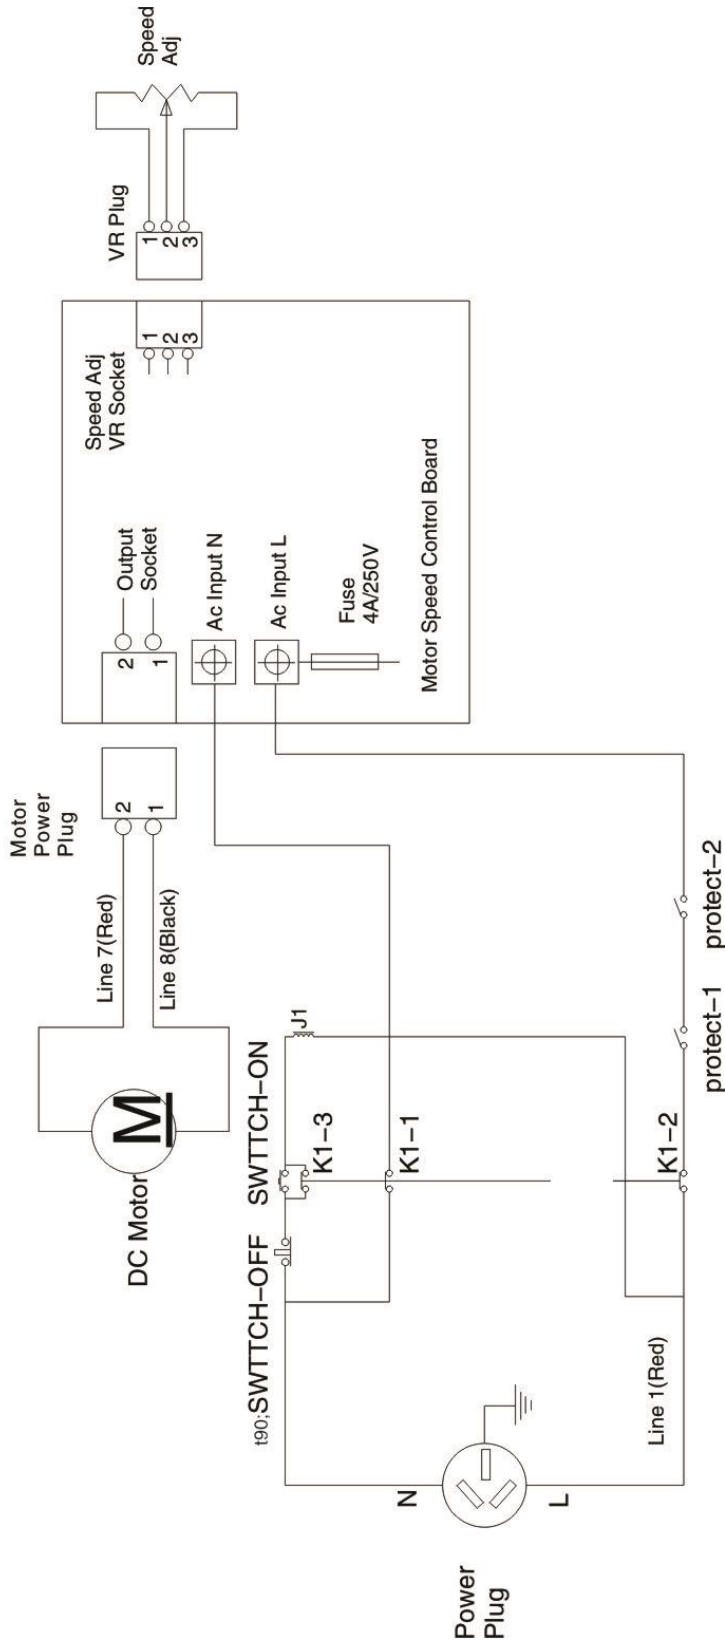 Power
Plug
N
L
Line 1(Red)
t90;SWTTCH-OFF
SWTTCH-ON
K1-3
K1-1
K1-2
J1
protect-1
protect-2
DC Motor
M
Line 7(Red)
Line 8(Black)
Motor
Power
Plug
2
1
2
1
Output
Socket
Ac Input N
Ac Input L
Fuse
4A/250V
Motor Speed Control Board
Speed Adj
VR Socket
1
2
3
VR Plug
1
2
3
Speed
Adj